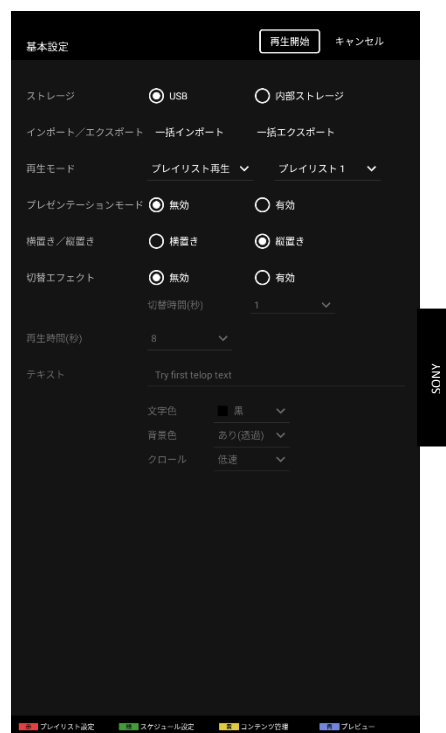 基本設定 再生開始 キャンセル
ストレージ USB 内部ストレージ
インポート／エクスポート 一括インポート 一括エクスポート
再生モード プレイリスト再生 プレイリスト1
プレゼンテーションモード 無効 有効
横置き／縦置き 横置き 縦置き
切替エフェクト 無効 有効
切替時間(秒) 1
再生時間(秒) 8
テキスト Try first telop text
文字色 黒
背景色 あり(透過)
クロール 低速
SONY
赤 プレイリスト設定 緑 スケジュール設定 黄 コンテンツ管理 青 プレビュー